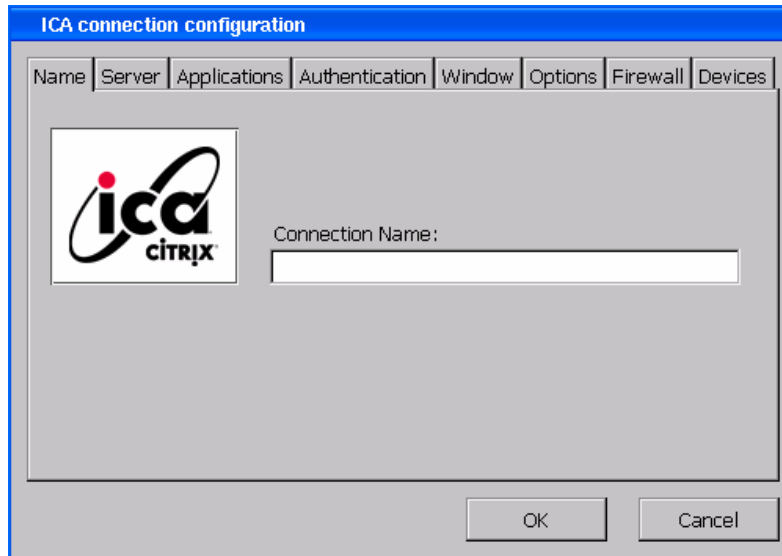 ICA connection configuration
Name Server Applications Authentication Window Options Firewall Devices
ica
CITRIX
Connection Name:
OK Cancel